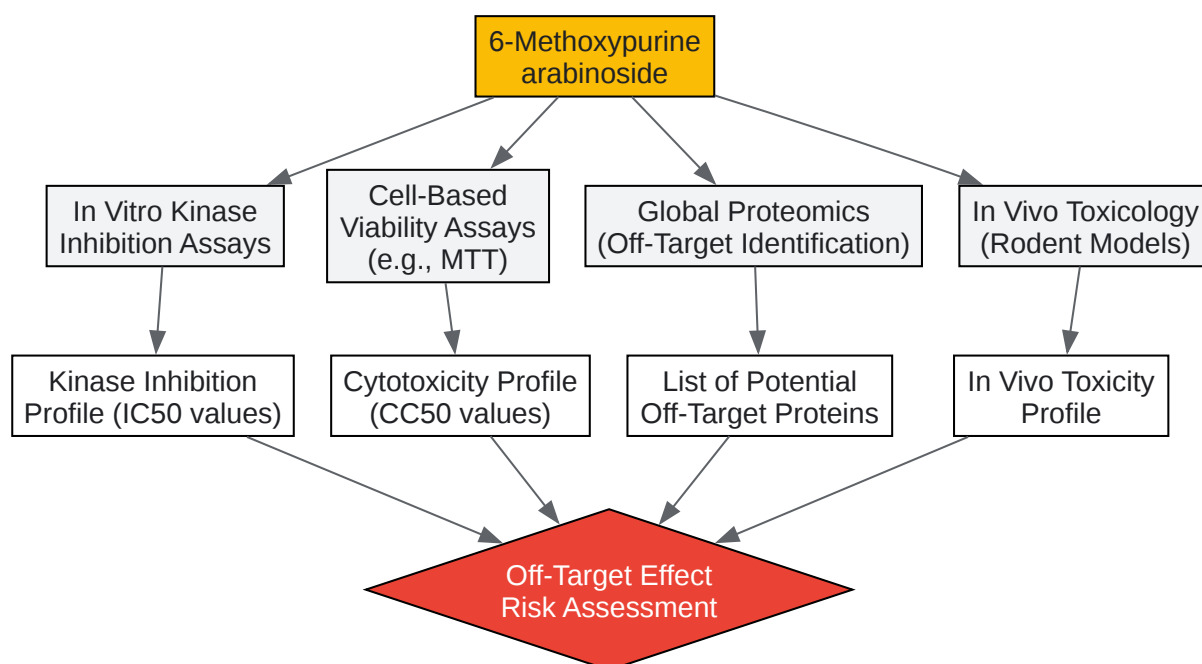 6-Methoxypurine
arabinoside
In Vitro Kinase
Inhibition Assays
Cell-Based
Viability Assays
(e.g., MTT)
Global Proteomics
(Off-Target Identification)
In Vivo Toxicology
(Rodent Models)
Kinase Inhibition
Profile (IC50 values)
Cytotoxicity Profile
(CC50 values)
List of Potential
Off-Target Proteins
In Vivo Toxicity
Profile
Off-Target Effect
Risk Assessment